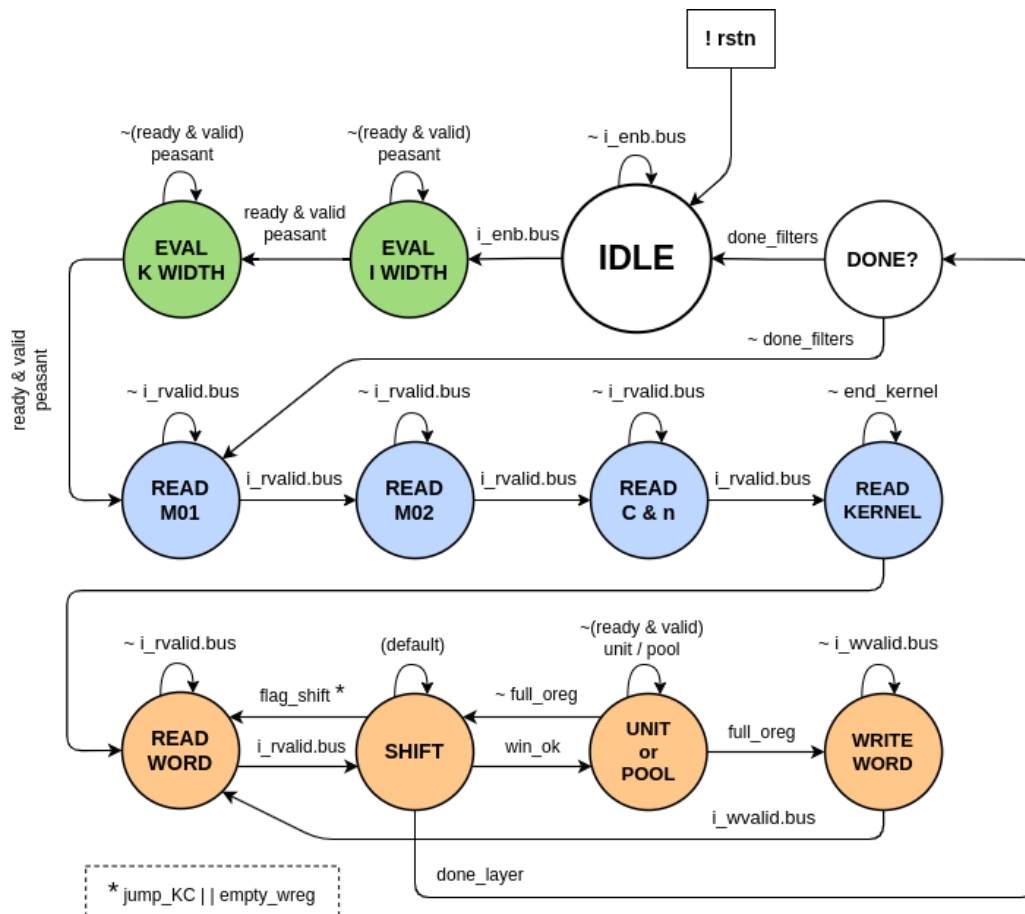 ! rstn
~(ready & valid)
peasant
~(ready & valid)
peasant
~ i_enb.bus
EVAL
K WIDTH
ready & valid
peasant
EVAL
I WIDTH
i_enb.bus
IDLE
done_filters
DONE?
~ done_filters
ready & valid
peasant
~ i_rvalid.bus
~ i_rvalid.bus
~ i_rvalid.bus
~ end_kernel
READ
M01
i_rvalid.bus
READ
M02
i_rvalid.bus
READ
C & n
i_rvalid.bus
READ
KERNEL
~ i_rvalid.bus
(default)
~(ready & valid)
unit / pool
~ i_wvalid.bus
READ
WORD
flag_shift *
i_rvalid.bus
SHIFT
~ full_oreg
win_ok
UNIT
or
POOL
full_oreg
WRITE
WORD
i_wvalid.bus
done_layer
* jump_KC | | empty_wreg